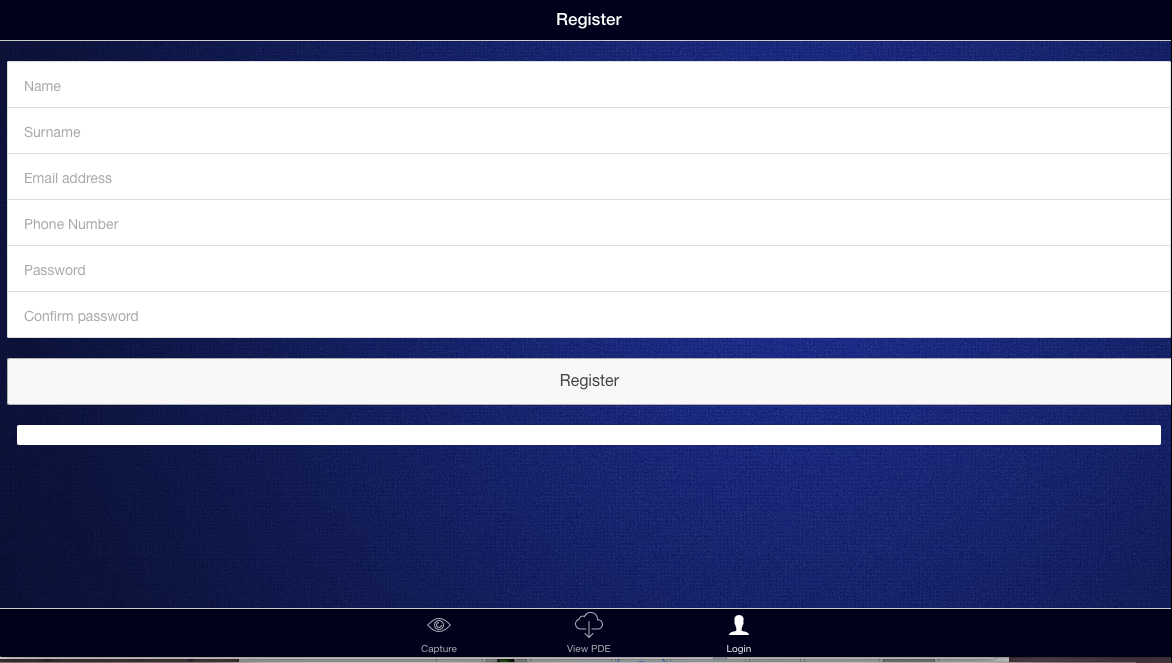 Register
Name
Surname
Email address
Phone Number
Password
Confirm password
Register
Capture
View PDE
Login